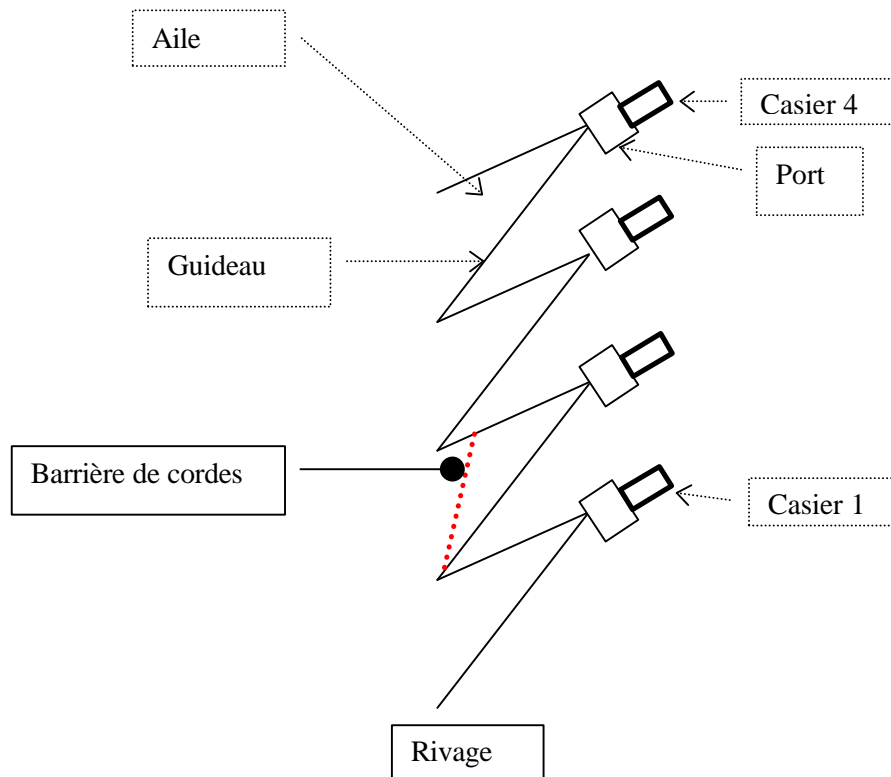 Aile
Casier 4
Port
Guideau
Barrière de cordes
Casier 1
Rivage